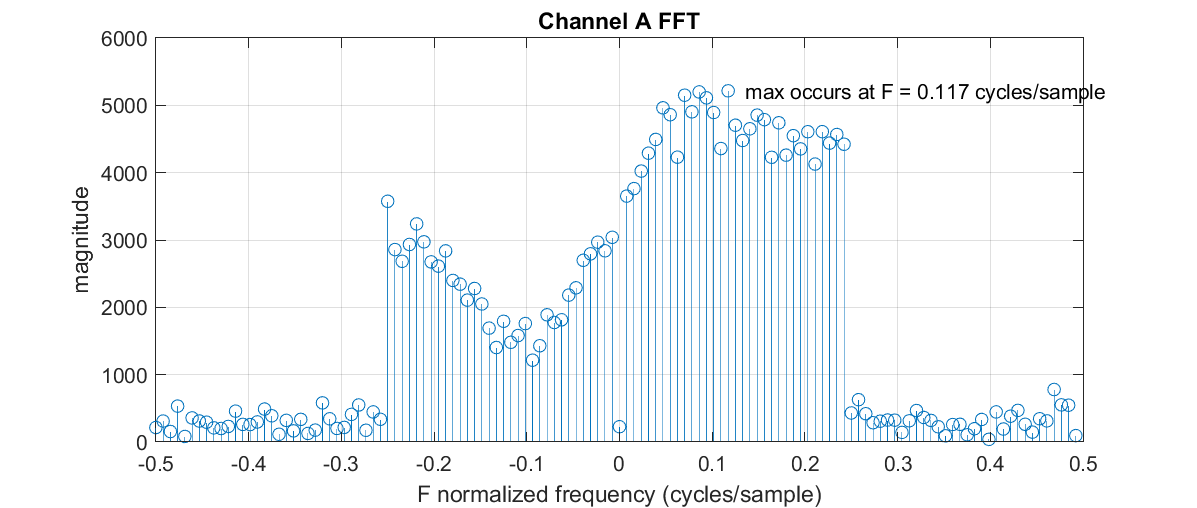 Channel A FFT
6000
5000
4000
3000
2000
1000
0
magnitude
max occurs at F = 0.117 cycles/sample
-0.5 -0.4 -0.3 -0.2 -0.1 0 0.1 0.2 0.3 0.4 0.5
F normalized frequency (cycles/sample)